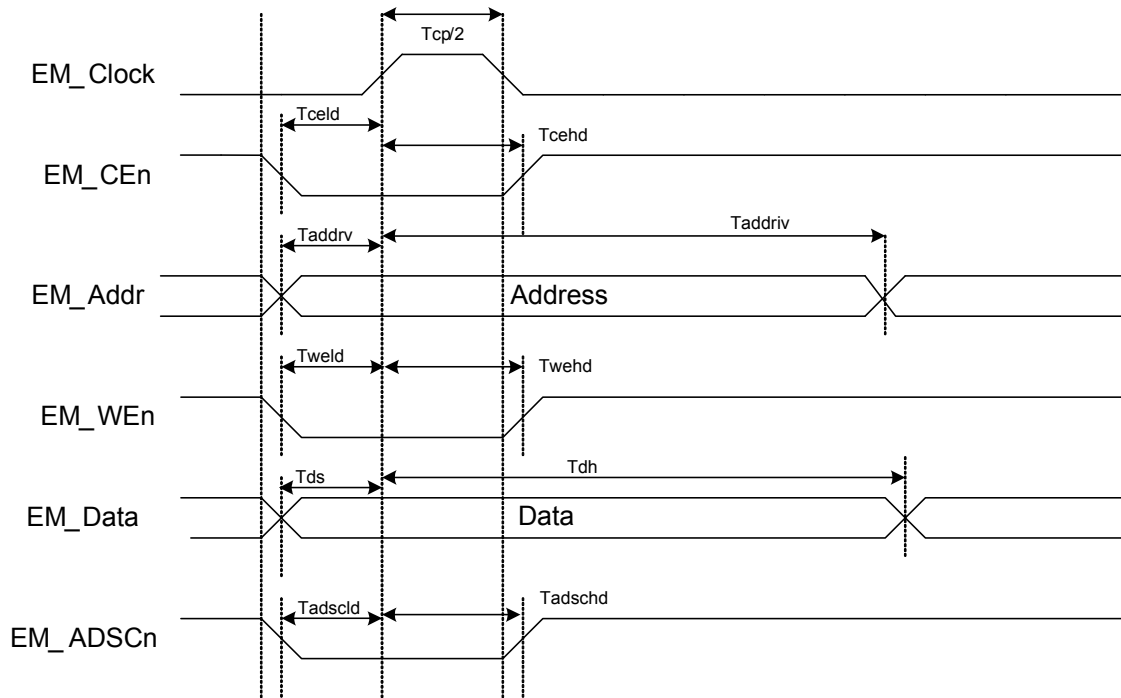 Tcp/2
EM_Clock
Tceld
Tcehd
EM_CEn
Taddrv
Taddriv
EM_Addr
Address
Tweld
Twehd
EM_WEn
Tds
Tdh
EM_Data
Data
Tadscld
Tadschd
EM_ADSCn